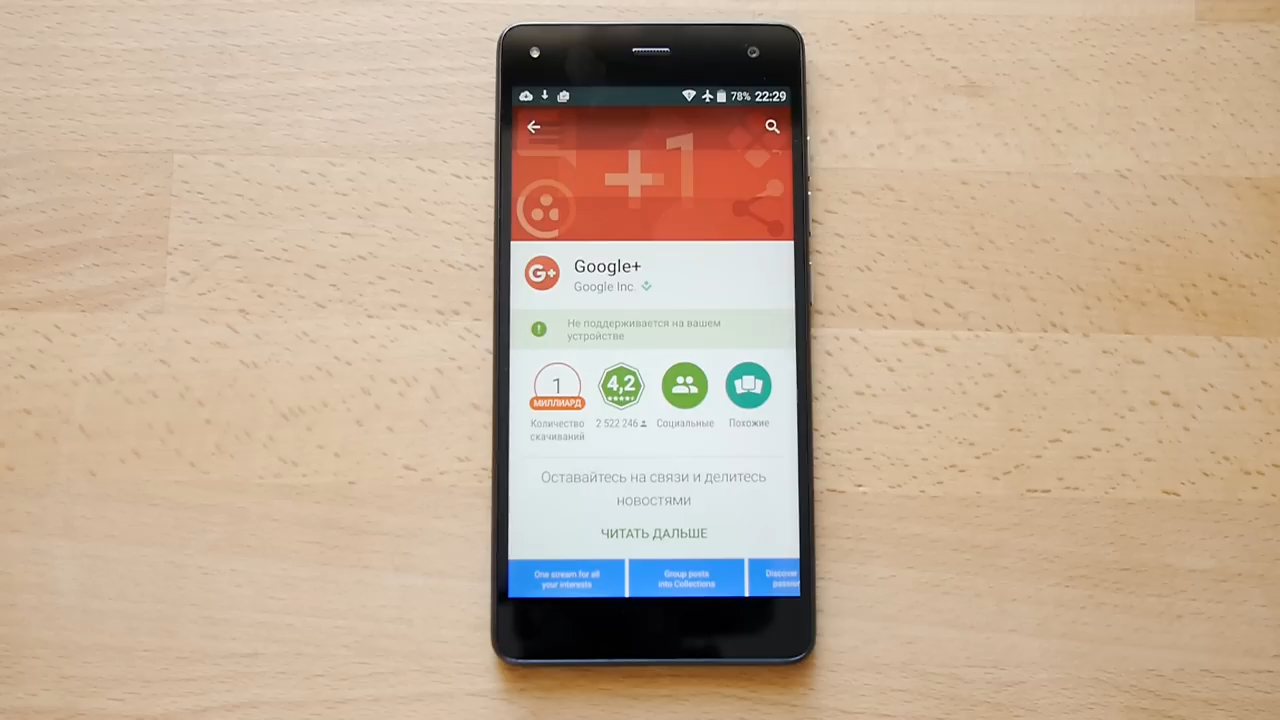 78% 22:29
+1
G+
Google+
Google Inc.
Не поддерживается на вашем
устройстве
1
МИЛЛИАРД
4,2
Количество
скачиваний
2 522 246
Социальные
Похожие
Оставайтесь на связи и делитесь
новостями
ЧИТАТЬ ДАЛЬШЕ
One stream for all
your interests
Group posts
into Collections
Discover